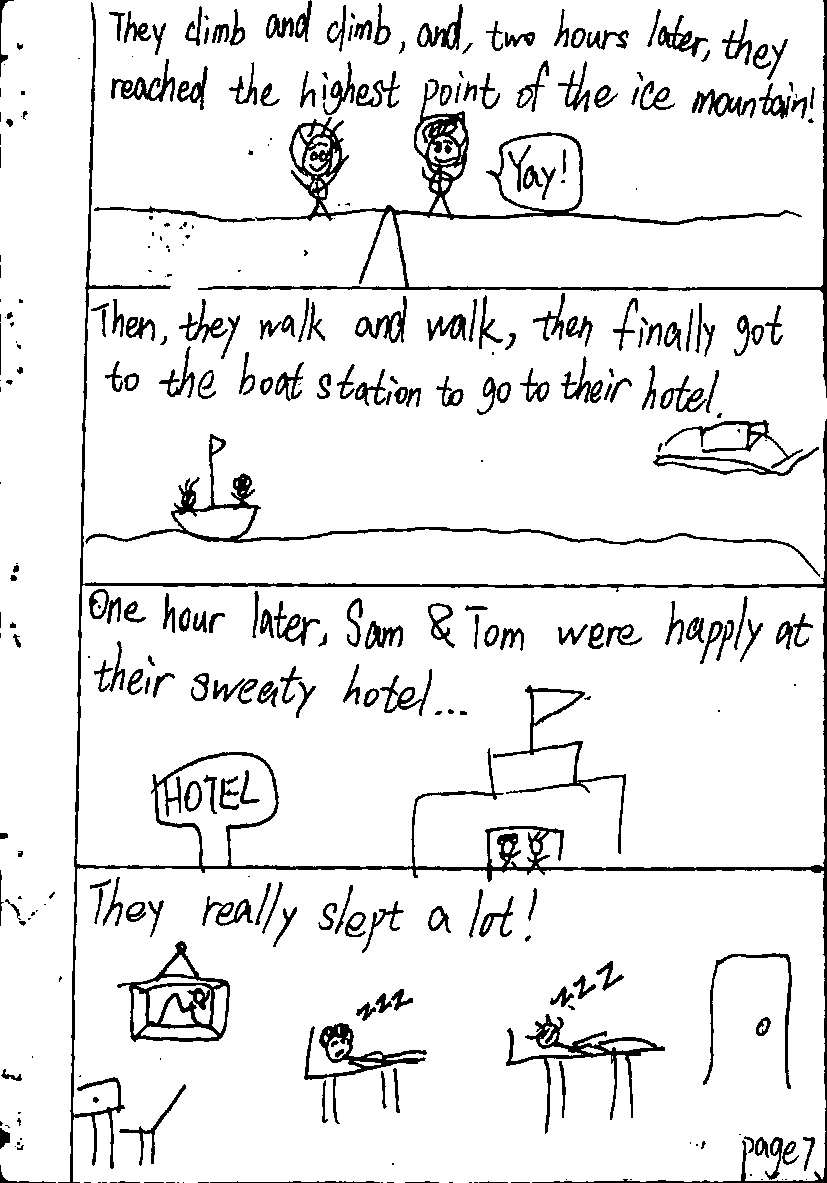 They climb and climb, and, two hours later, they
reached the highest point of the ice mountain!
Yay!
Then, they walk and walk, then finally got
to the boat station to go to their hotel.
One hour later, Sam & Tom were happly at
their sweaty hotel...
HOTEL
They really slept a lot!
zzz
zzz
page 7